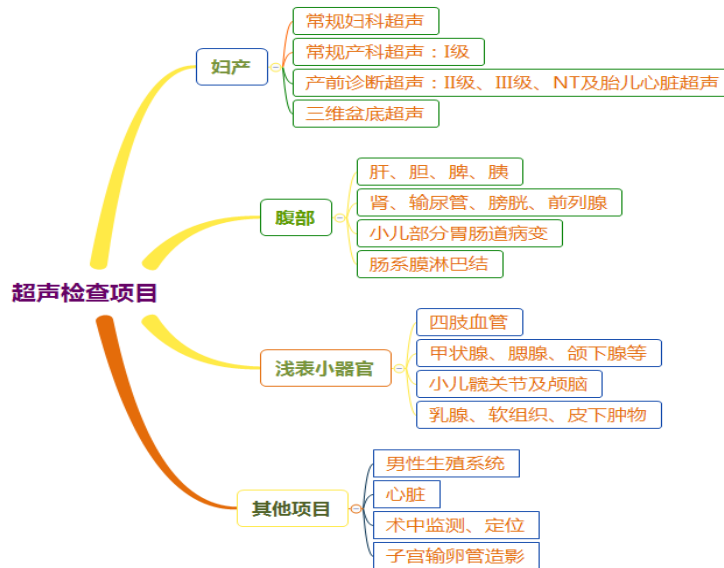 超声检查项目
妇产
常规妇科超声
常规产科超声：I级
产前诊断超声：II级、III级、NT及胎儿心脏超声
三维盆底超声
腹部
肝、胆、脾、胰
肾、输尿管、膀胱、前列腺
小儿部分胃肠道病变
肠系膜淋巴结
浅表小器官
四肢血管
甲状腺、腮腺、颌下腺等
小儿髋关节及颅脑
乳腺、软组织、皮下肿物
其他项目
男性生殖系统
心脏
术中监测、定位
子宫输卵管造影